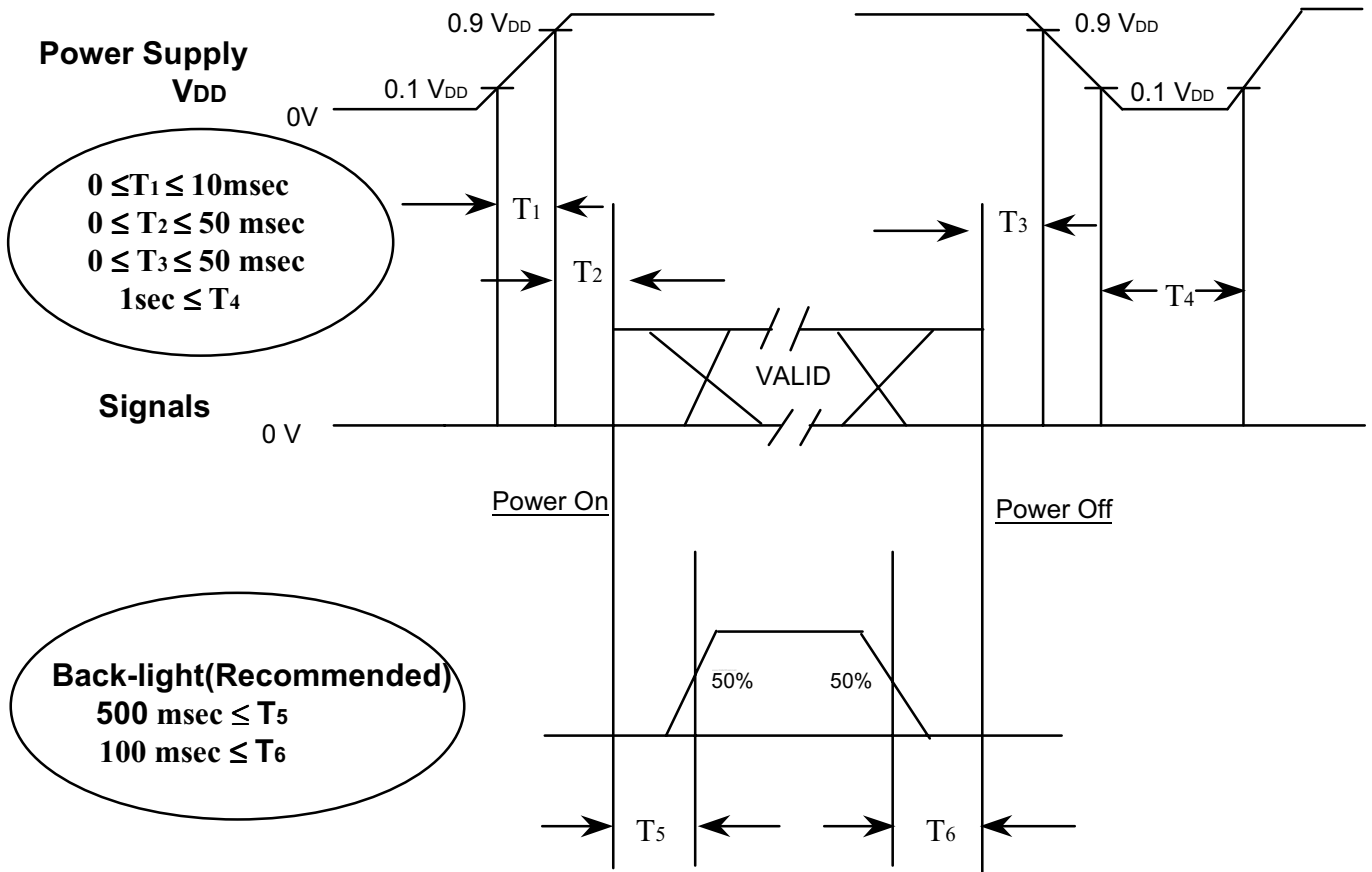 0.9 VDD
0.9 VDD
Power Supply
VDD
0.1 VDD
0.1 VDD
0V
0 ≤T1 ≤ 10msec
0 ≤ T2 ≤ 50 msec
0 ≤ T3 ≤ 50 msec
1sec ≤ T4
T1
T3
T2
T4
VALID
Signals
0 V
Power On
Power Off
Back-light(Recommended)
500 msec ≤ T5
100 msec ≤ T6
50%
50%
T5
T6